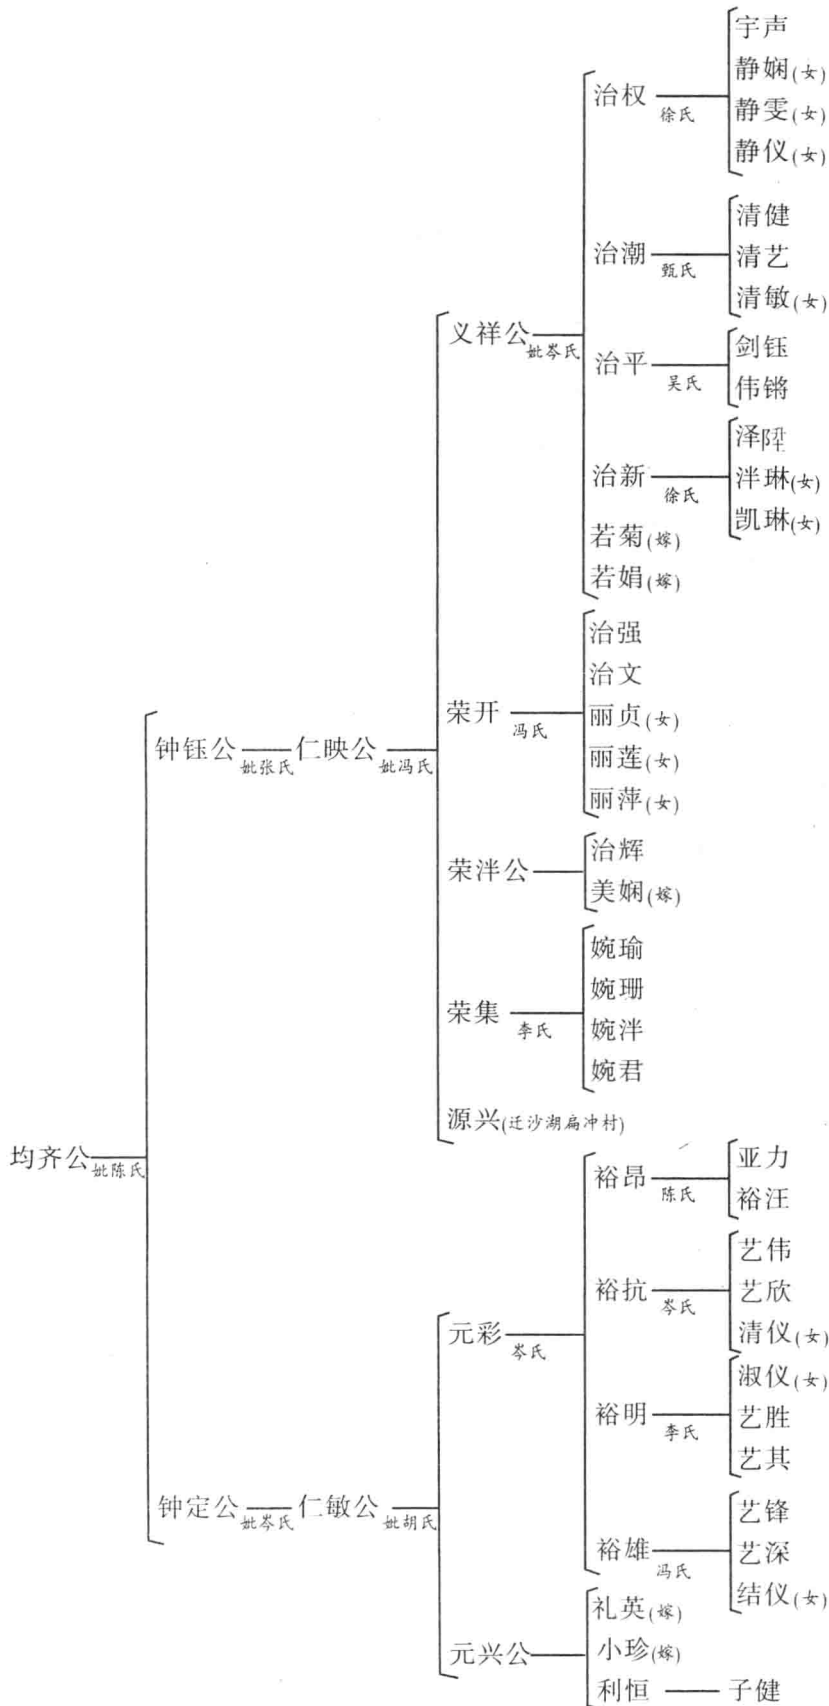 宇声
静娴(女)
治权 徐氏
静雯(女)
静仪(女)
清健
治潮 甄氏
清艺
清敏(女)
义祥公 妣岑氏
剑钰
治平 吴氏
伟锵
泽陞
治新 徐氏
泮琳(女)
凯琳(女)
若菊(嫁)
若娟(嫁)
治强
治文
荣开 冯氏
丽贞(女)
钟钰公 妣张氏 仁映公 妣冯氏
丽莲(女)
丽萍(女)
治辉
荣泮公
美娴(嫁)
婉瑜
婉珊
荣集 李氏
婉泮
婉君
源兴(迁沙湖扁冲村)
均齐公 妣陈氏
亚力
裕昂 陈氏
裕汪
艺伟
裕抗 岑氏
艺欣
清仪(女)
元彩 岑氏
淑仪(女)
裕明 李氏
艺胜
艺其
钟定公 妣岑氏 仁敏公 妣胡氏
艺锋
裕雄 冯氏
艺深
结仪(女)
礼英(嫁)
元兴公
小珍(嫁)
利恒 子健